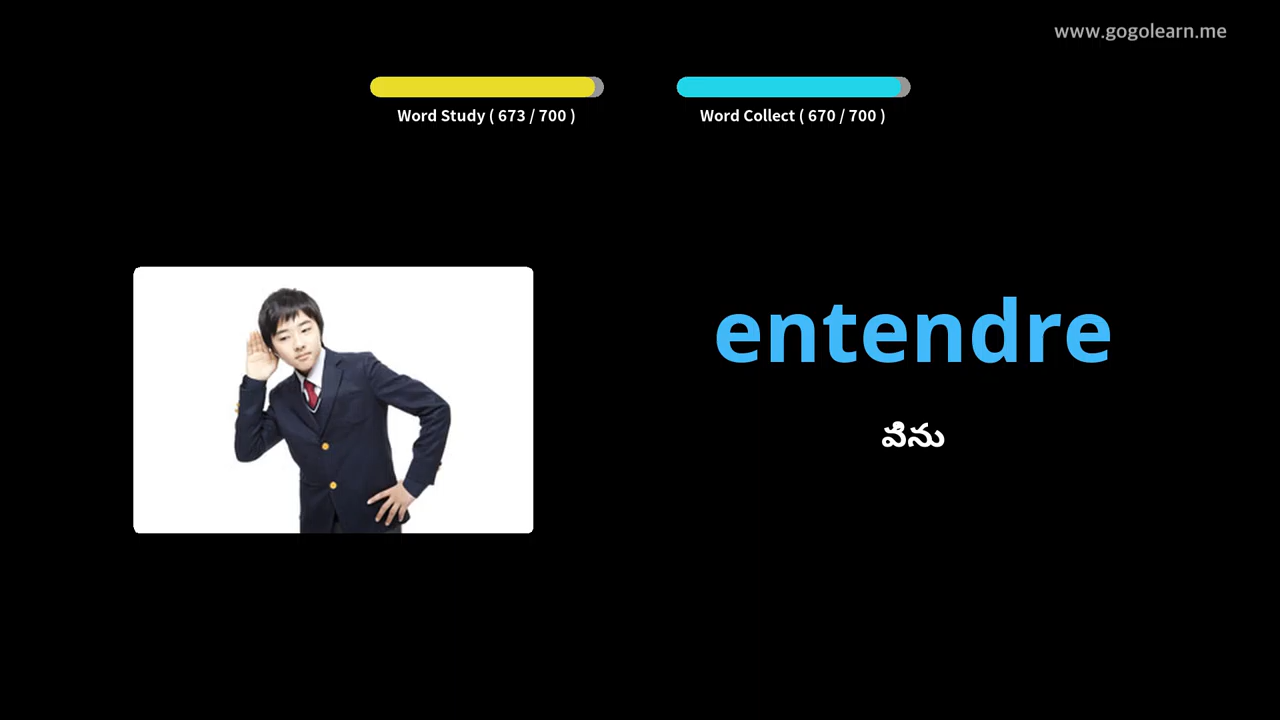 www.gogolearn.me
Word Study ( 673 / 700 )
Word Collect ( 670 / 700 )
entendre
విను